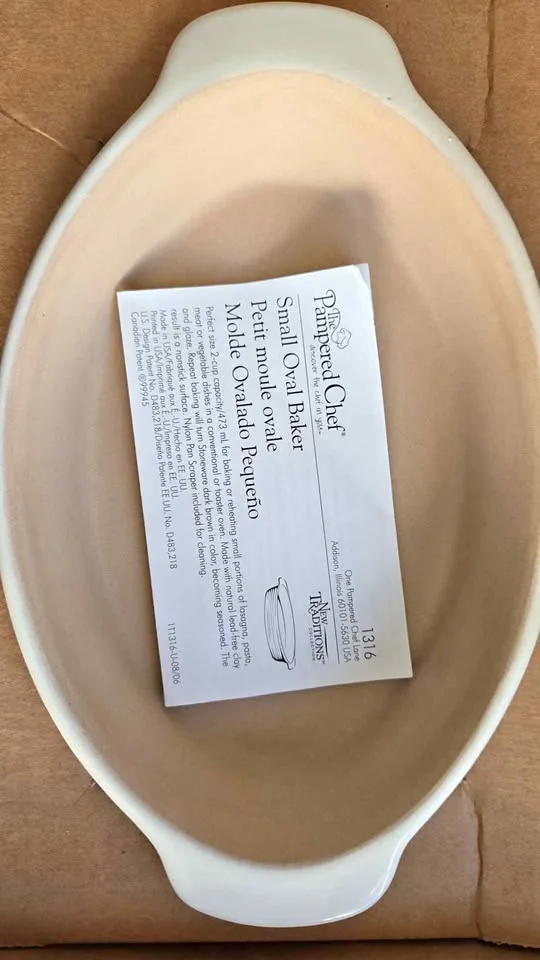 The
Pampered Chef®
discover the chef in you™
1316
One Pampered Chef Lane
Addison, Illinois 60101-5630 USA
Small Oval Baker
Petit moule ovale
Molde Ovalado Pequeño
NEW
TRADITIONS™
COLLECTION
Perfect size 2-cup capacity/473 mL for baking or reheating small portions of lasagna, pasta,
meat or vegetable dishes in a conventional or toaster oven. Made with natural lead-free clay
and glaze. Repeat baking will turn Stoneware dark brown in color, becoming seasoned. The
result is a nonstick surface. Nylon Pan Scraper included for cleaning.
Made in USA/Fabriqué aux É.-U./Hecho en EE. UU.
Printed in USA/Imprimé aux É.-U./Impreso en EE. UU.
U.S. Design Patent No. D483,218/Diseño Patente EE.UU. No. D483,218
Canadian Patent ®99945
1T1316-U-08/06